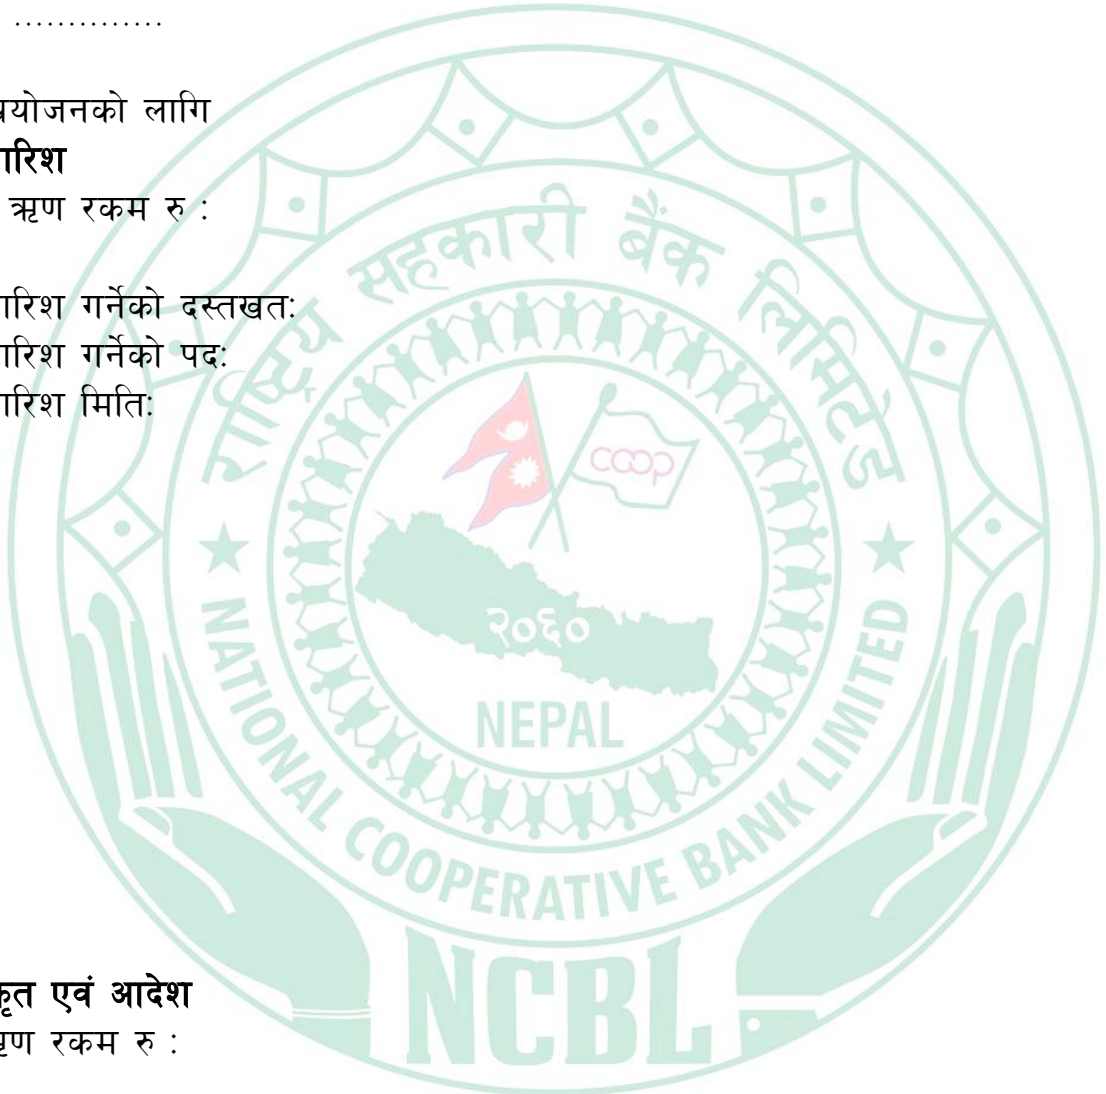 ..............
प्रयोजनको लागि
गारिश
ऋण रकम रु :
गारिश गर्नेको दस्तखतः
गारिश गर्नेको पदः
गारिश मितिः
राष्ट्रिय सहकारी बैंक लिमिटेड
COOP
२०६०
NEPAL
NATIONAL COOPERATIVE BANK LIMITED
NCBL
कृत एवं आदेश
ऋण रकम रु :